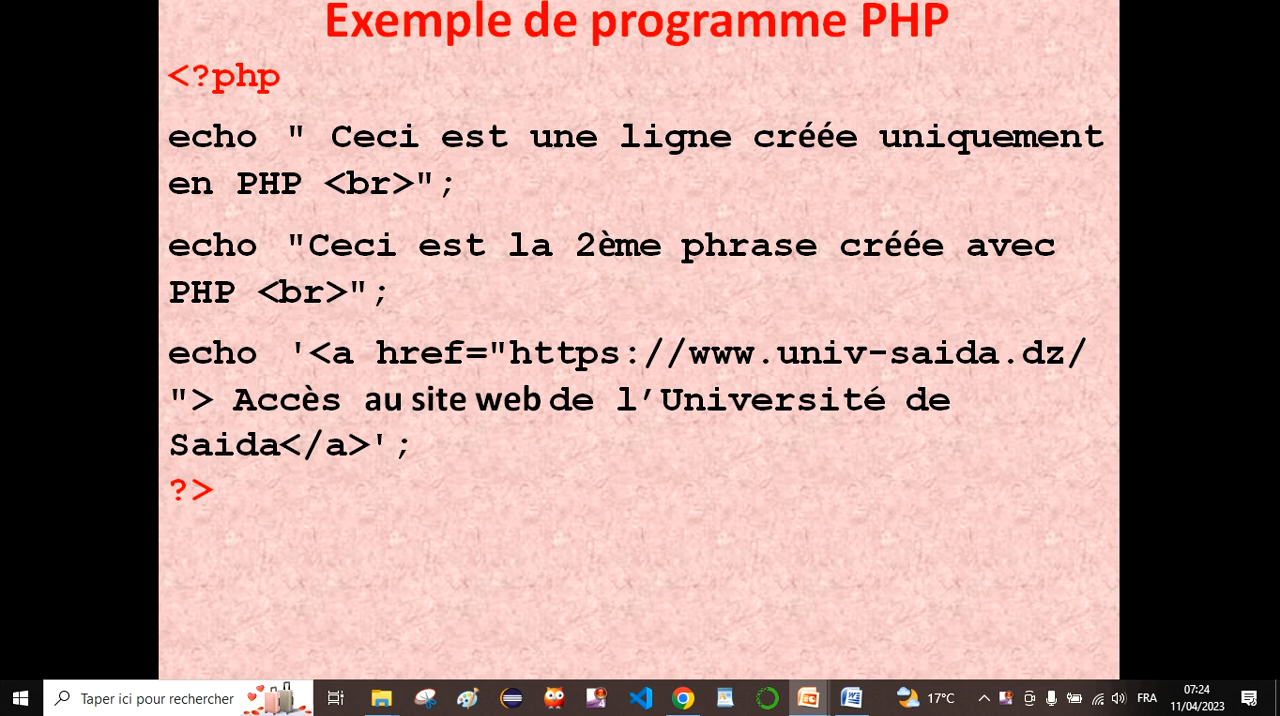 Exemple de programme PHP
<?php
echo " Ceci est une ligne créée uniquement
en PHP <br>";
echo "Ceci est la 2ème phrase créée avec
PHP <br>";
echo '<a href="https://www.univ-saida.dz/
"> Accès au site web de l’Université de
Saida</a>';
?>
Taper ici pour rechercher
17°C
FRA
07:24
11/04/2023